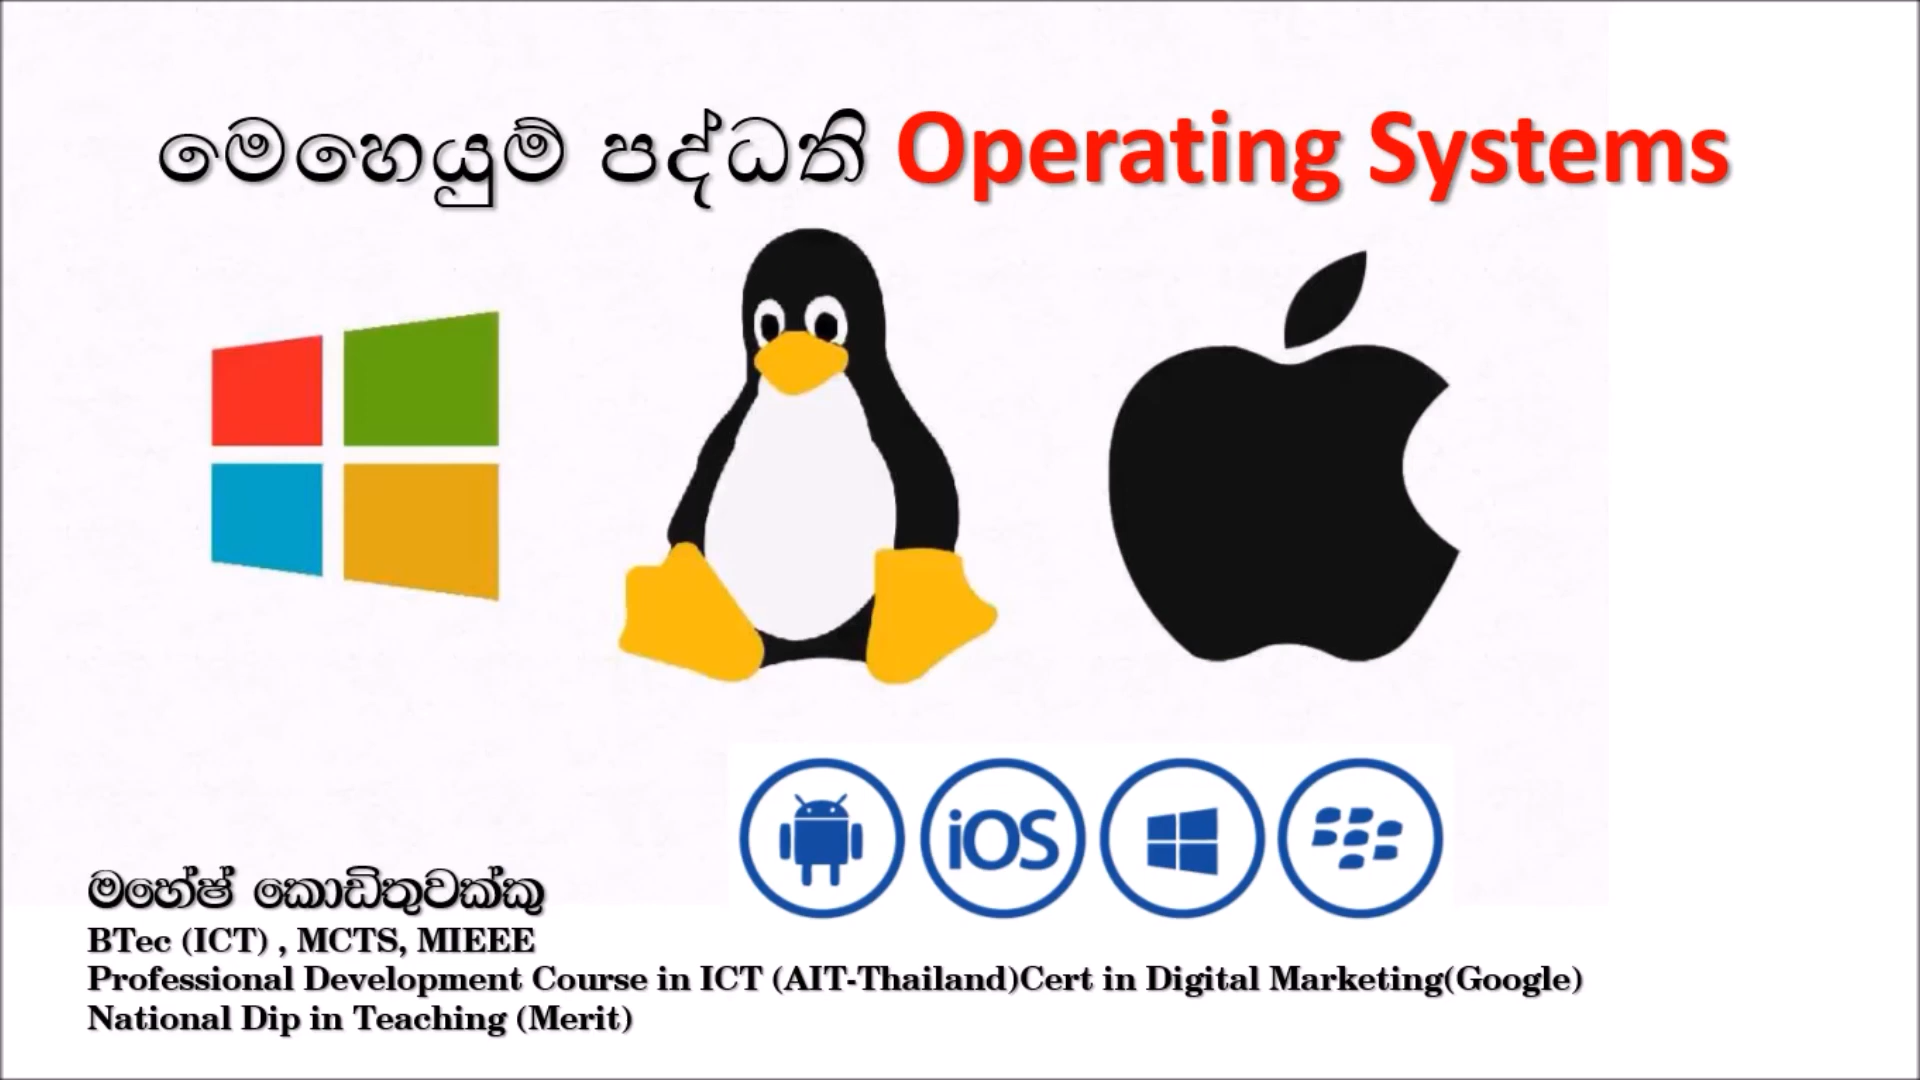 මෙහෙයුම් පද්ධති Operating Systems
iOS
මහේෂ් කොඩිතුවක්කු
BTec (ICT) , MCTS, MIEEE
Professional Development Course in ICT (AIT-Thailand)Cert in Digital Marketing(Google)
National Dip in Teaching (Merit)